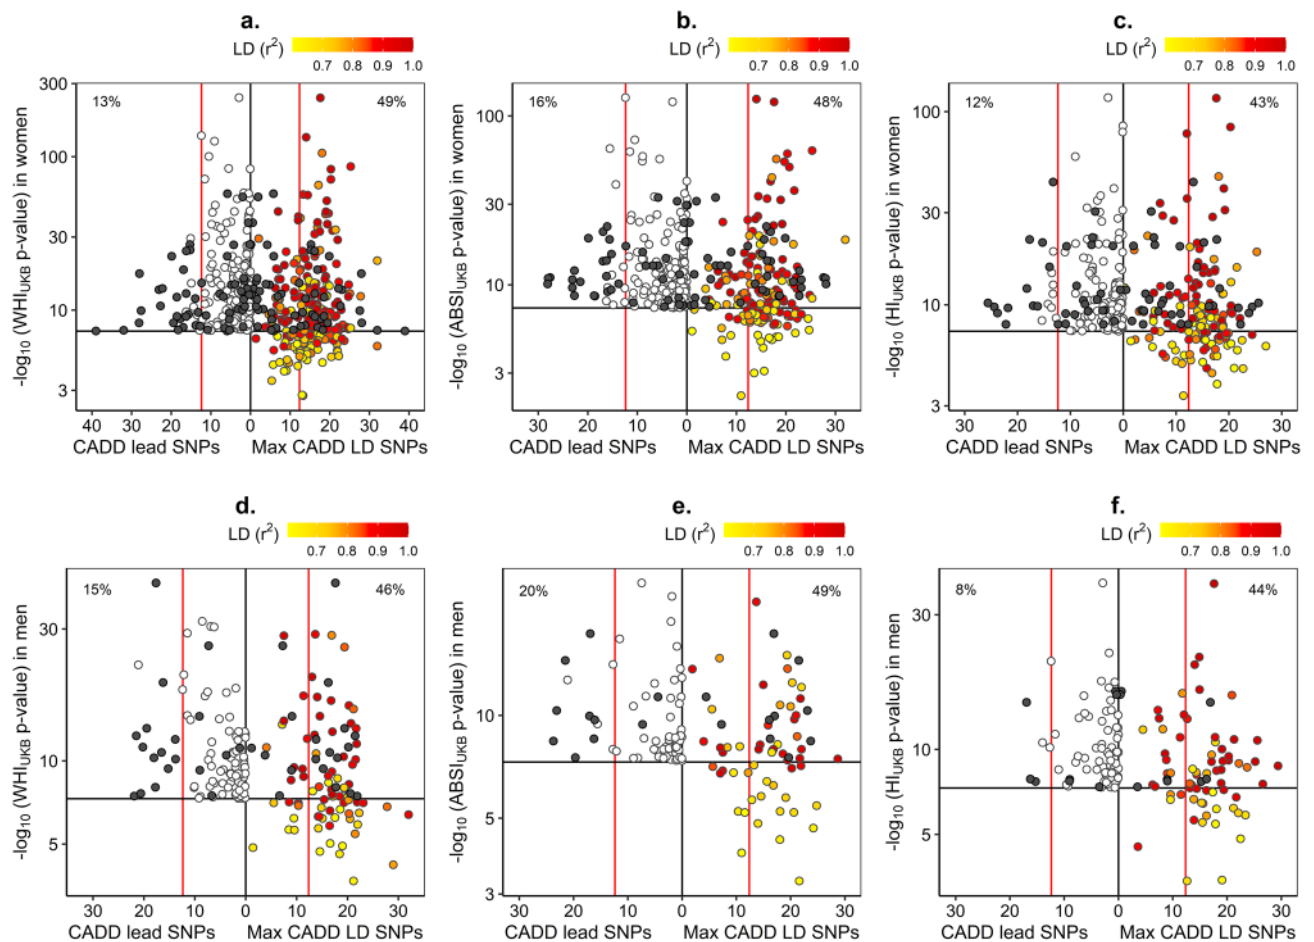 a.
LD (r²)
0.7 0.8 0.9 1.0
13% 49%
-log₁₀ (WHI_UKB p-value) in women
300
100
30
10
3
40 30 20 10 0 10 20 30 40
CADD lead SNPs Max CADD LD SNPs
b.
LD (r²)
0.7 0.8 0.9 1.0
16% 48%
-log₁₀ (ABSI_UKB p-value) in women
100
30
10
3
30 20 10 0 10 20 30
CADD lead SNPs Max CADD LD SNPs
c.
LD (r²)
0.7 0.8 0.9 1.0
12% 43%
-log₁₀ (HI_UKB p-value) in women
100
30
10
3
30 20 10 0 10 20 30
CADD lead SNPs Max CADD LD SNPs
d.
LD (r²)
0.7 0.8 0.9 1.0
15% 46%
-log₁₀ (WHI_UKB p-value) in men
30
10
5
30 20 10 0 10 20 30
CADD lead SNPs Max CADD LD SNPs
e.
LD (r²)
0.7 0.8 0.9 1.0
20% 49%
-log₁₀ (ABSI_UKB p-value) in men
10
5
3
30 20 10 0 10 20 30
CADD lead SNPs Max CADD LD SNPs
f.
LD (r²)
0.7 0.8 0.9 1.0
8% 44%
-log₁₀ (HI_UKB p-value) in men
30
10
5
30 20 10 0 10 20 30
CADD lead SNPs Max CADD LD SNPs